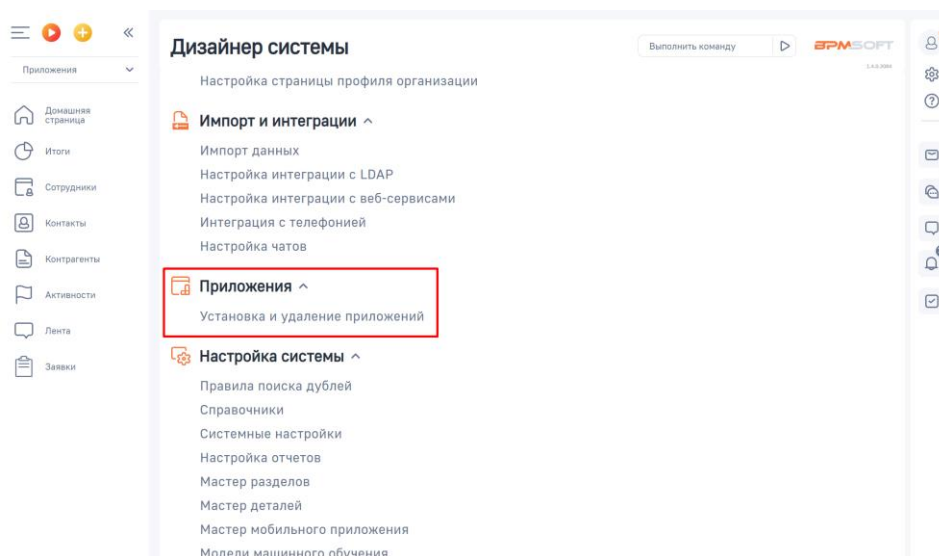 Дизайнер системы
Выполнить команду
BPMSOFT
Приложения
Настройка страницы профиля организации
Домашняя
страница
Итоги
Сотрудники
Контакты
Контрагенты
Активности
Лента
Заявки
Импорт и интеграции
Импорт данных
Настройка интеграции с LDAP
Настройка интеграции с веб-сервисами
Интеграция с телефонией
Настройка чатов
Приложения
Установка и удаление приложений
Настройка системы
Правила поиска дублей
Справочники
Системные настройки
Настройка отчетов
Мастер разделов
Мастер деталей
Мастер мобильного приложения
Модели машинного обучения